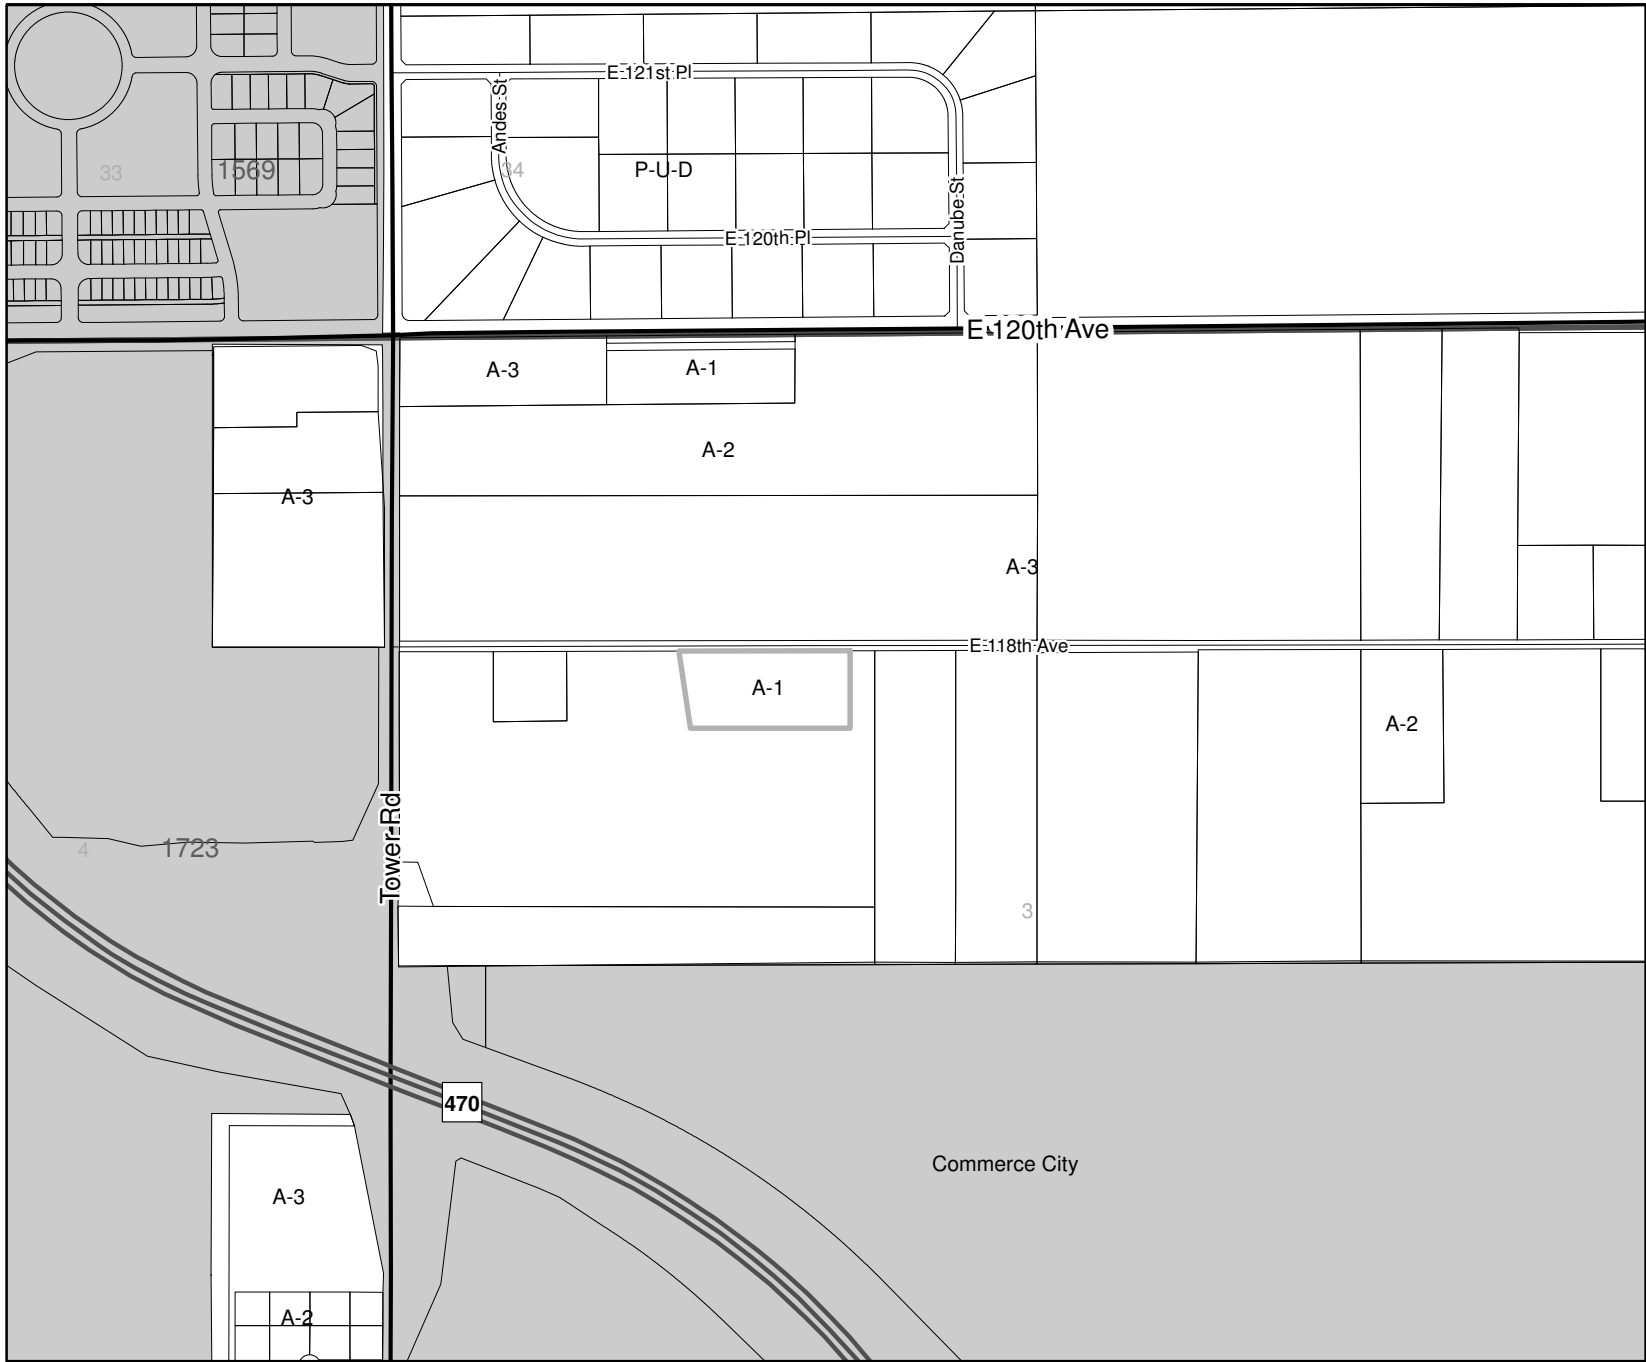 E 121st Pl
Andes St
33
1569
34
P-U-D
Danube St
E 120th Pl
E 120th Ave
A-3
A-1
A-2
A-3
A-3
E 118th Ave
A-1
A-2
Tower Rd
4
1723
3
470
Commerce City
A-3
A-2